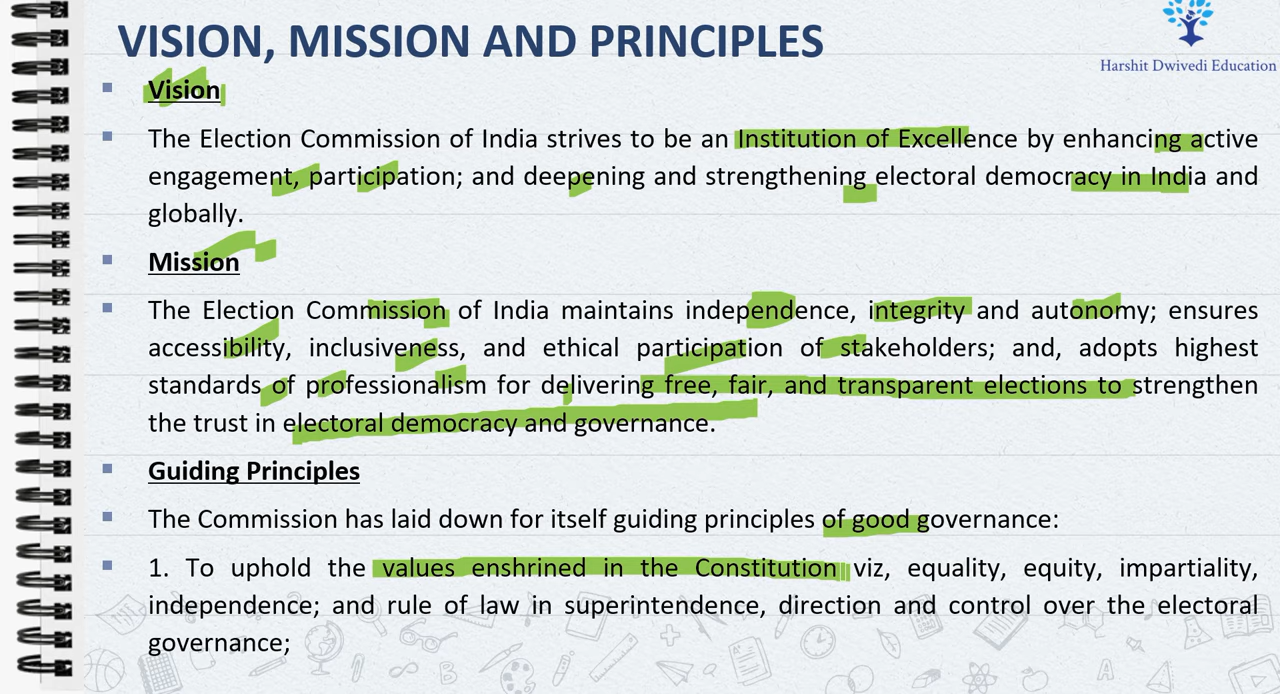 VISION, MISSION AND PRINCIPLES
Harshit Dwivedi Education
Vision
The Election Commission of India strives to be an Institution of Excellence by enhancing active
engagement, participation; and deepening and strengthening electoral democracy in India and
globally.
Mission
The Election Commission of India maintains independence, integrity and autonomy; ensures
accessibility, inclusiveness, and ethical participation of stakeholders; and, adopts highest
standards of professionalism for delivering free, fair, and transparent elections to strengthen
the trust in electoral democracy and governance.
Guiding Principles
The Commission has laid down for itself guiding principles of good governance:
1. To uphold the values enshrined in the Constitution viz, equality, equity, impartiality,
independence; and rule of law in superintendence, direction and control over the electoral
governance;